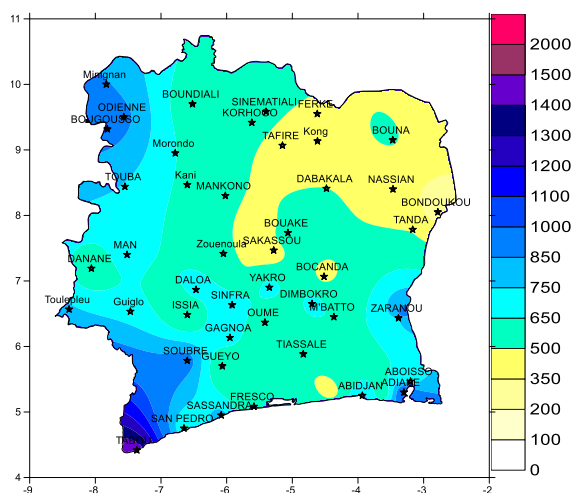 11
10
9
8
7
6
5
4
-9 -8 -7 -6 -5 -4 -3 -2
Minignan
ODIENNE
BOUGOUSSO
BOUNDIALI
SINEMATIALI
KORHOGO
FERKE
TAFIRE
Kong
BOUNA
Morondo
TOUBA
Kani
MANKONO
DABAKALA
NASSIAN
BONDOUKOU
TANDA
BOUAKE
SAKASSOU
MAN
Zouenoula
DANANE
BOCANDA
DALOA
YAKRO
SINFRA
DIMBOKRO
M'BATTO
Toulepleu
Guiglo
ISSIA
OUME
ZARANOU
GAGNOA
SOUBRE
GUEYO
TIASSALE
ABOISSO
ADIAKE
ABIDJAN
FRESCO
SASSANDRA
SAN PEDRO
TABOU
2000
1500
1400
1300
1200
1100
1000
850
750
650
500
350
200
100
0